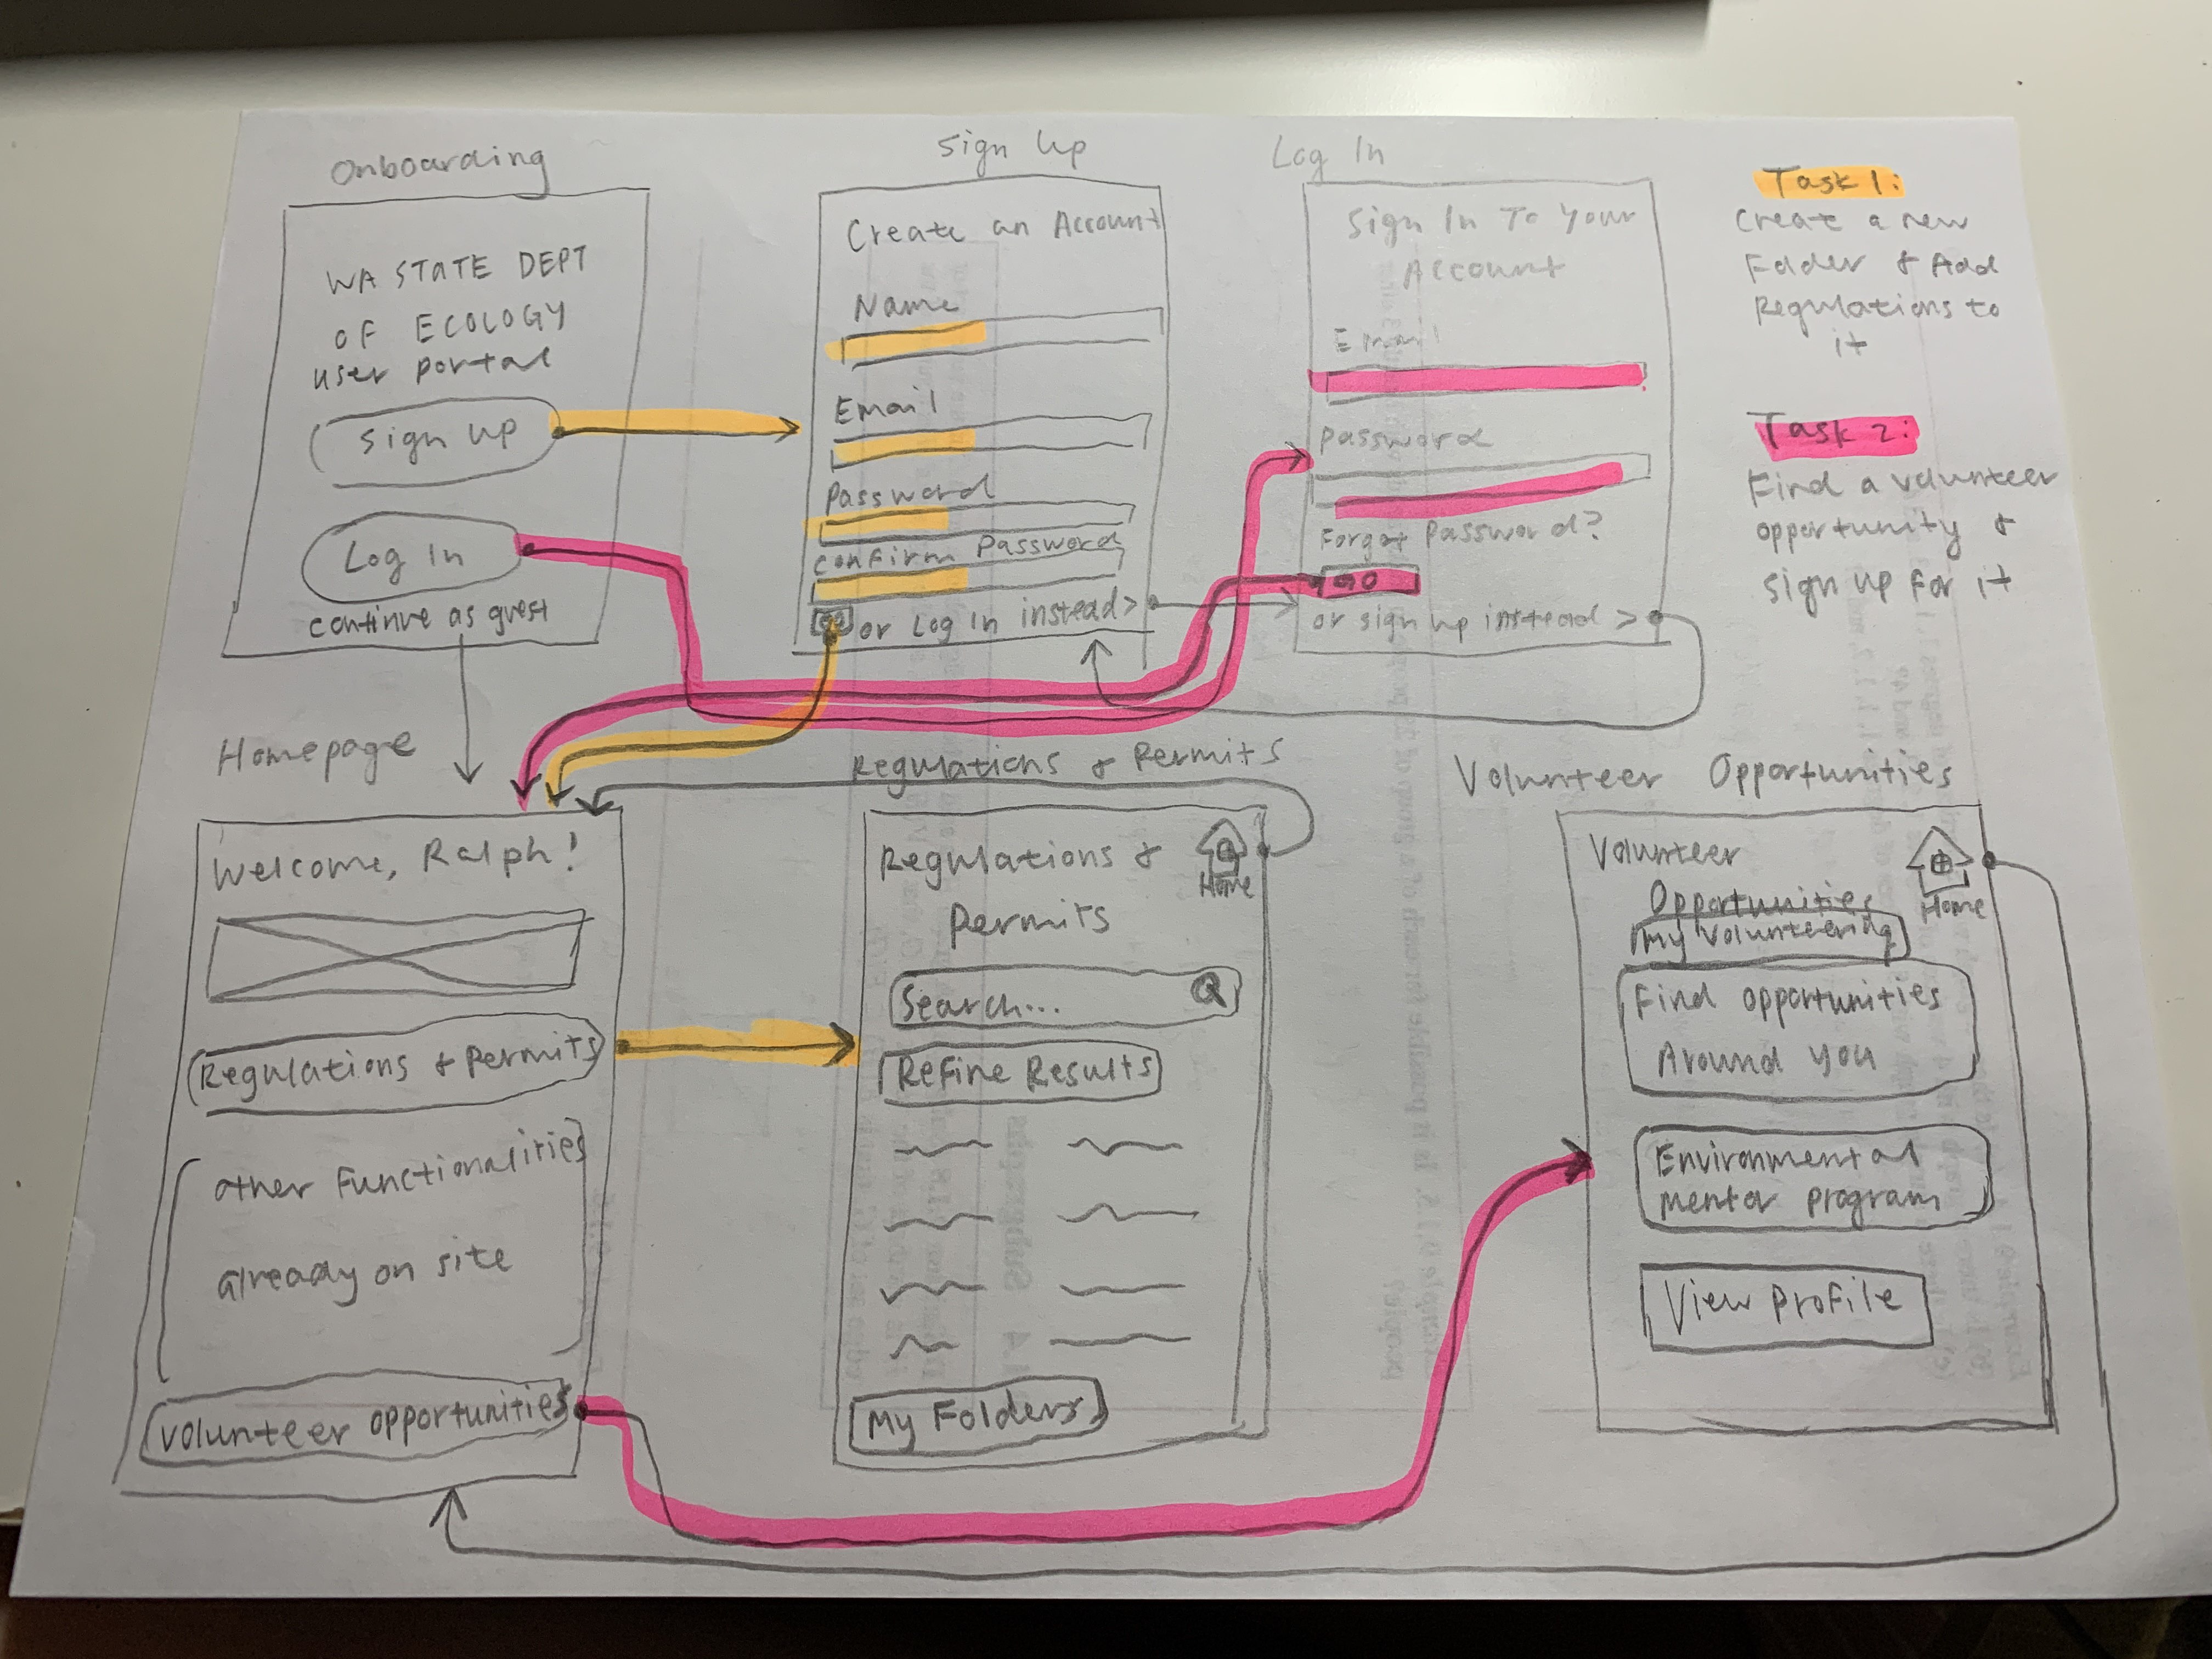 Onboarding
WA STATE DEPT
OF ECOLOGY
user portal
Sign Up
Log In
continue as guest
Sign Up
Create an Account
Name
Email
Password
Confirm Password
GO or Log In instead >
Log In
Sign In To Your
Account
Email
Password
Forgot Password?
GO
or sign up instead >
Task 1:
Create a new
Folder & Add
Regulations to
it
Task 2:
Find a volunteer
opportunity &
sign up for it
Homepage
Welcome, Ralph!
Regulations & Permits
other Functionalities
already on site
volunteer opportunities
Regulations & Permits
Regulations &
Permits
Home
Search...
Refine Results
My Folders
Volunteer Opportunities
Volunteer
Opportunities
Home
My Volunteering
Find opportunities
Around you
Environmental
mentor program
View Profile